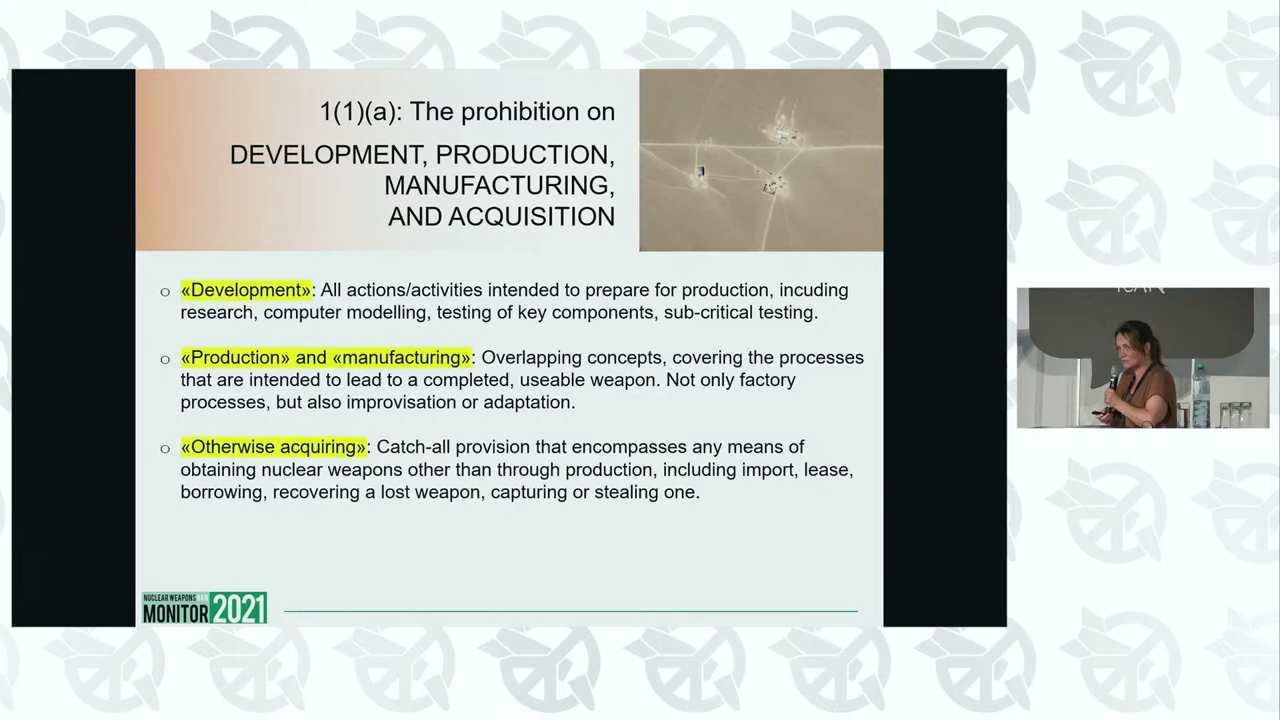 1(1)(a): The prohibition on
DEVELOPMENT, PRODUCTION,
MANUFACTURING,
AND ACQUISITION
o «Development»: All actions/activities intended to prepare for production, incuding
research, computer modelling, testing of key components, sub-critical testing.
o «Production» and «manufacturing»: Overlapping concepts, covering the processes
that are intended to lead to a completed, useable weapon. Not only factory
processes, but also improvisation or adaptation.
o «Otherwise acquiring»: Catch-all provision that encompasses any means of
obtaining nuclear weapons other than through production, including import, lease,
borrowing, recovering a lost weapon, capturing or stealing one.
NUCLEAR WEAPONS BAN
MONITOR 2021
ICAN